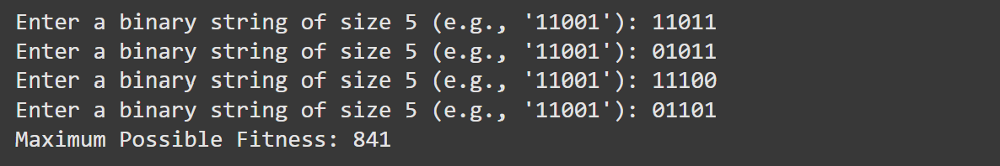 Enter a binary string of size 5 (e.g., '11001'): 11011
Enter a binary string of size 5 (e.g., '11001'): 01011
Enter a binary string of size 5 (e.g., '11001'): 11100
Enter a binary string of size 5 (e.g., '11001'): 01101
Maximum Possible Fitness: 841